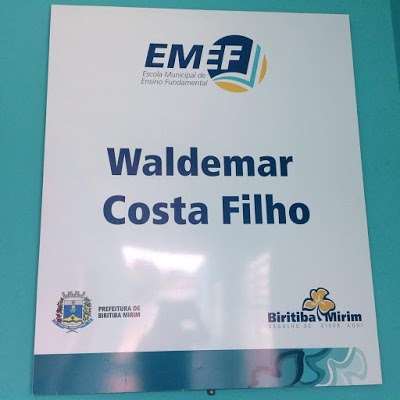 EMEF
Escola Municipal de
Ensino Fundamental
Waldemar
Costa Filho
PREFEITURA DE
BIRITIBA MIRIM
Biritiba Mirim